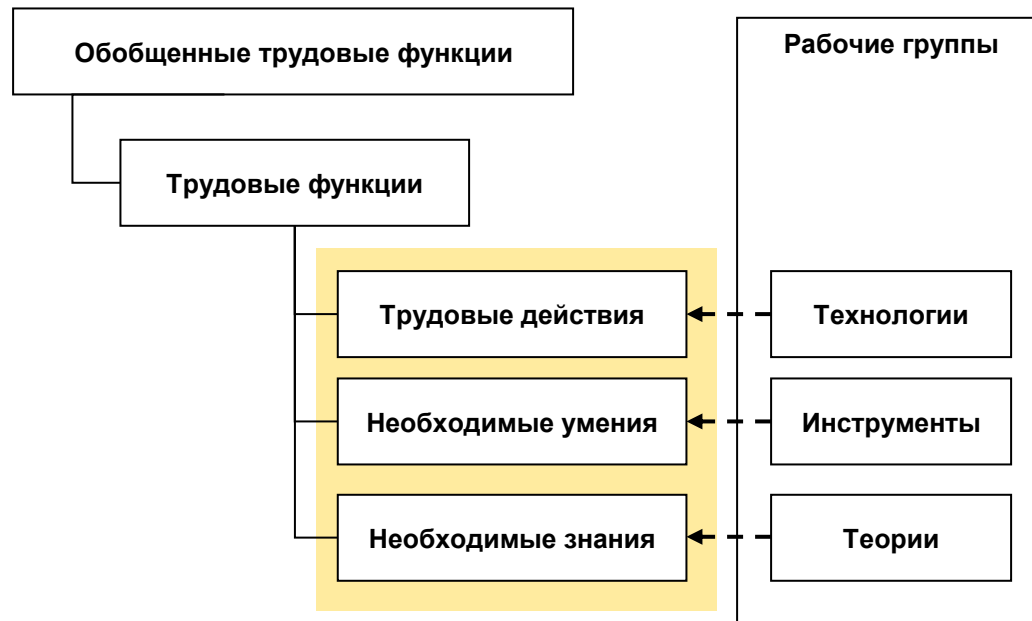 Обобщенные трудовые функции
Рабочие группы
Трудовые функции
Трудовые действия
Технологии
Необходимые умения
Инструменты
Необходимые знания
Теории